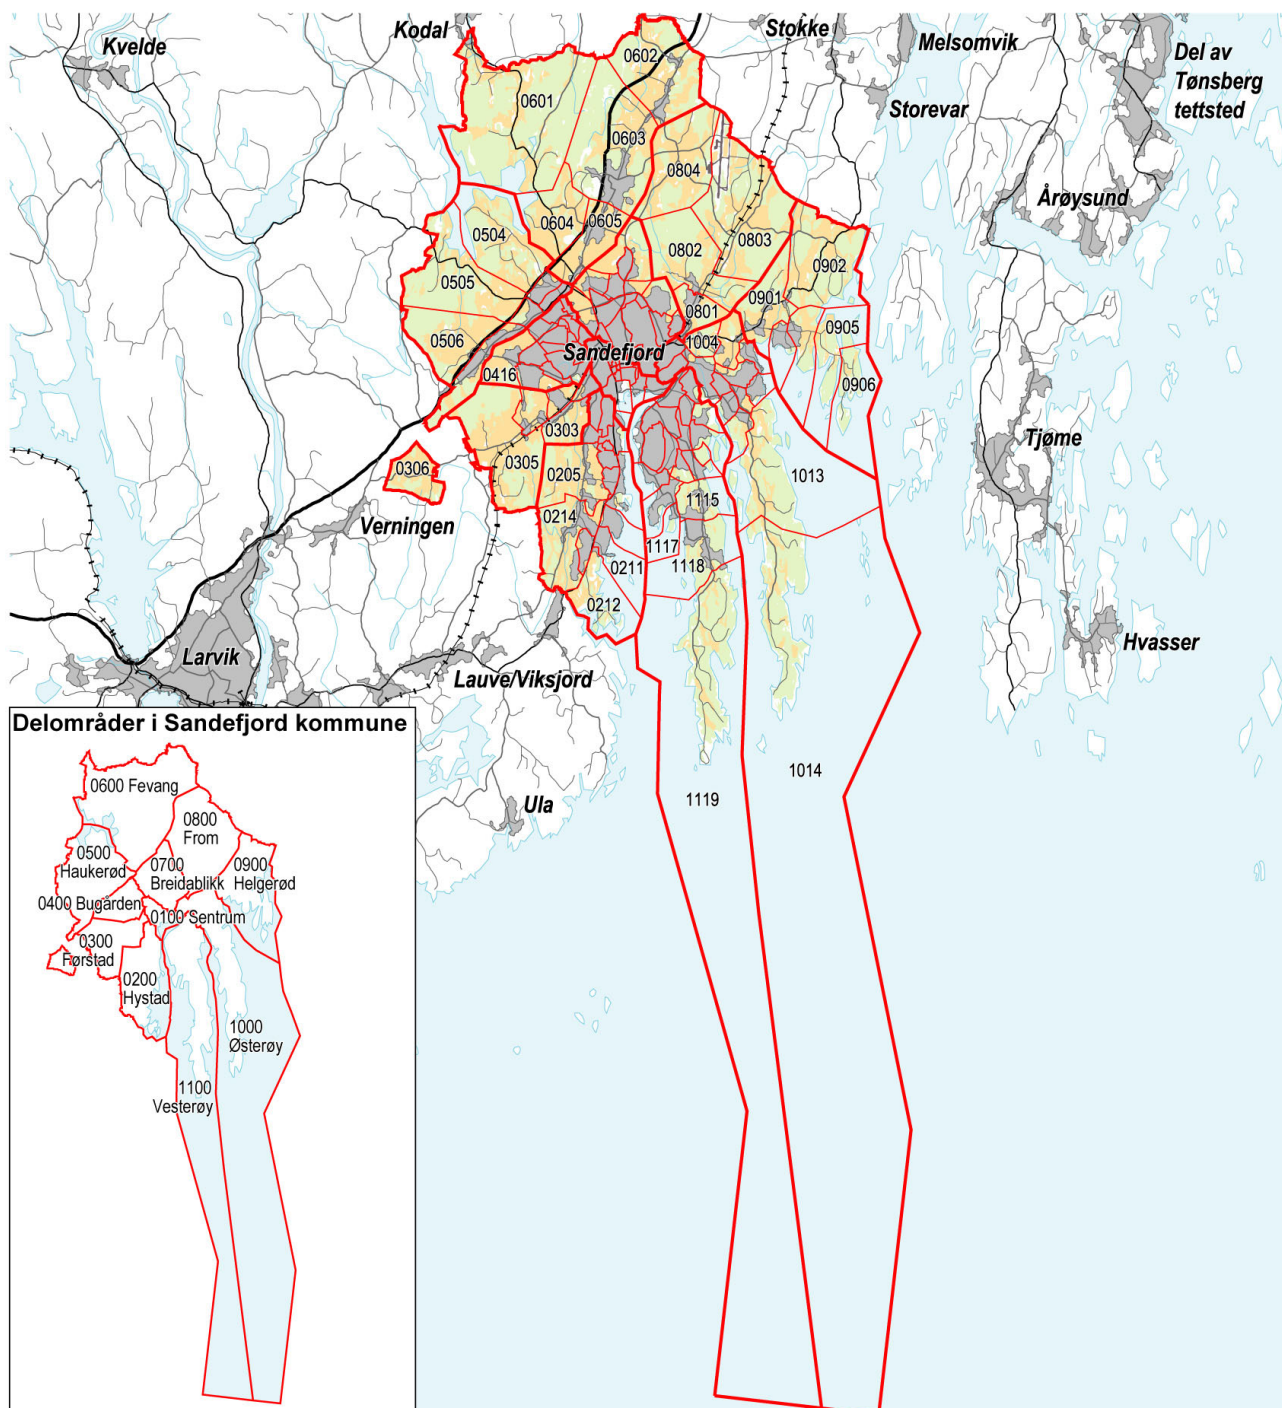 Kodal
Stokke
Kvelde
Melsomvik
Del av
Tønsberg
tettsted
Storevar
0602
0601
0603
0804
Årøysund
0504
0604
0605
0802
0803
0902
0505
0901
0801
0905
0506
Sandefjord
1004
0416
0906
0303
Tjøme
0306
0305
0205
1013
1115
Verningen
0214
1117
0211
1118
0212
Larvik
Hvasser
Lauve/Viksjord
1014
1119
Ula
Delområder i Sandefjord kommune
0600 Fevang
0800
From
0500
Haukerød
0700
Breidablikk
0900
Helgerød
0400 Bugården
0100 Sentrum
0300
Førstad
0200
Hystad
1000
Østerøy
1100
Vesterøy